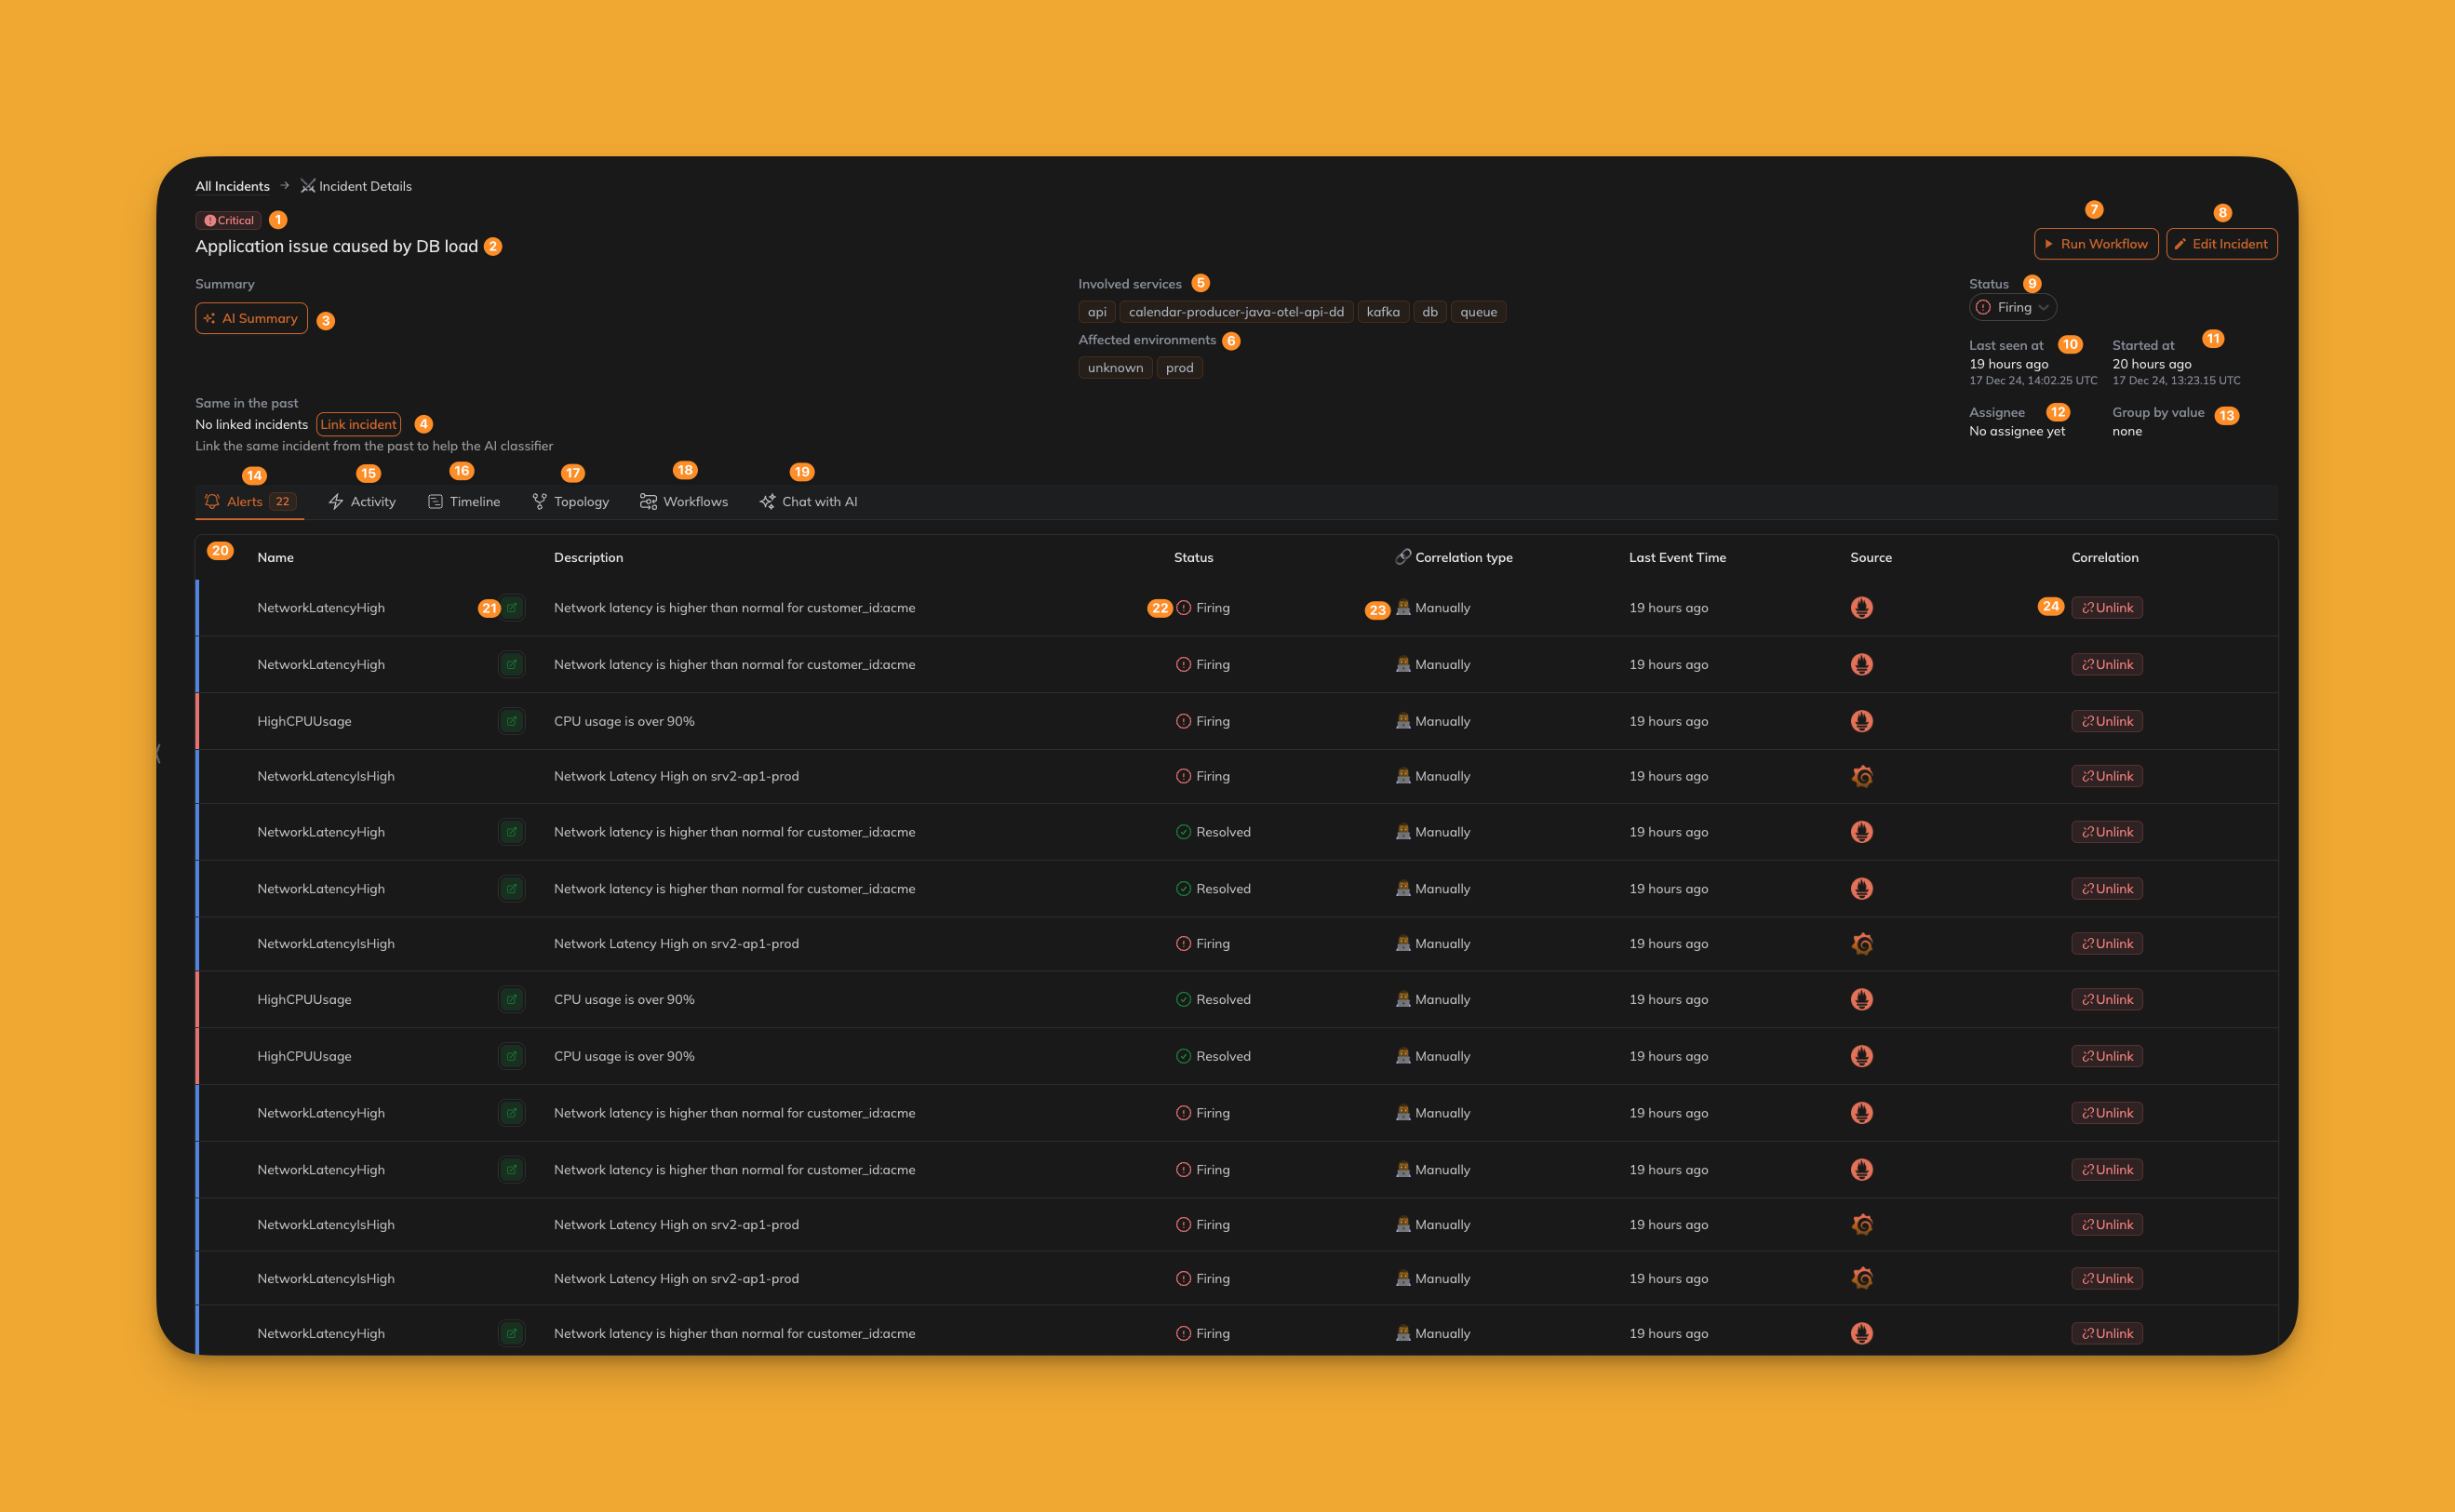 All Incidents → Incident Details
Critical 1
Application issue caused by DB load 2
7
Run Workflow
8
Edit Incident
Summary
AI Summary 3
Involved services 5
api calendar-producer-java-otel-api-dd kafka db queue
Affected environments 6
unknown prod
Status 9
Firing
Last seen at 10
19 hours ago
17 Dec 24, 14:02.25 UTC
Started at 11
20 hours ago
17 Dec 24, 13:23.15 UTC
Assignee 12
No assignee yet
Group by value 13
none
Same in the past
No linked incidents Link incident 4
Link the same incident from the past to help the AI classifier
14 15 16 17 18 19
Alerts 22 Activity Timeline Topology Workflows Chat with AI
20 Name Description Status Correlation type Last Event Time Source Correlation
NetworkLatencyHigh 21 Network latency is higher than normal for customer_id:acme 22 Firing 23 Manually 19 hours ago 24 Unlink
NetworkLatencyHigh Network latency is higher than normal for customer_id:acme Firing Manually 19 hours ago Unlink
HighCPUUsage CPU usage is over 90% Firing Manually 19 hours ago Unlink
NetworkLatencyIsHigh Network Latency High on srv2-ap1-prod Firing Manually 19 hours ago Unlink
NetworkLatencyHigh Network latency is higher than normal for customer_id:acme Resolved Manually 19 hours ago Unlink
NetworkLatencyHigh Network latency is higher than normal for customer_id:acme Resolved Manually 19 hours ago Unlink
NetworkLatencyIsHigh Network Latency High on srv2-ap1-prod Firing Manually 19 hours ago Unlink
HighCPUUsage CPU usage is over 90% Resolved Manually 19 hours ago Unlink
HighCPUUsage CPU usage is over 90% Resolved Manually 19 hours ago Unlink
NetworkLatencyHigh Network latency is higher than normal for customer_id:acme Firing Manually 19 hours ago Unlink
NetworkLatencyHigh Network latency is higher than normal for customer_id:acme Firing Manually 19 hours ago Unlink
NetworkLatencyIsHigh Network Latency High on srv2-ap1-prod Firing Manually 19 hours ago Unlink
NetworkLatencyIsHigh Network Latency High on srv2-ap1-prod Firing Manually 19 hours ago Unlink
NetworkLatencyHigh Network latency is higher than normal for customer_id:acme Firing Manually 19 hours ago Unlink